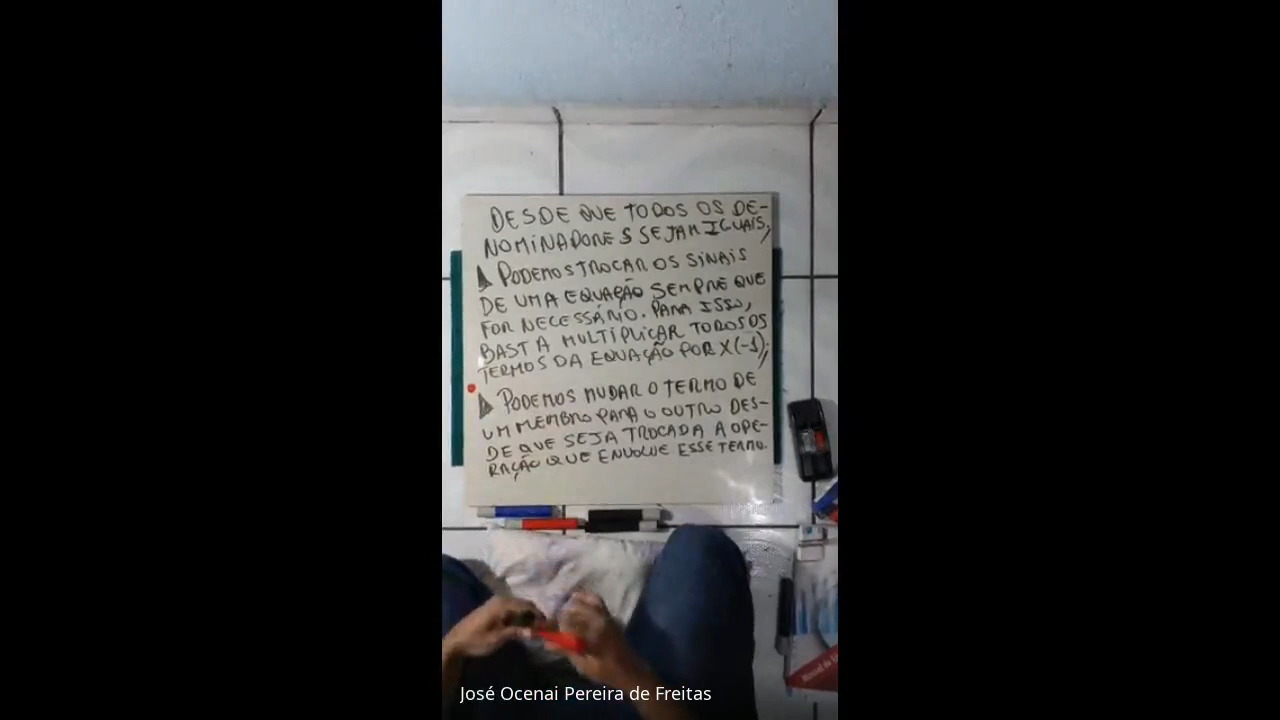 DESDE QUE TODOS OS DE-
NOMINADORES SEJAM IGUAIS;
PODEMOS TROCAR OS SINAIS
DE UMA EQUAÇÃO SEMPRE QUE
FOR NECESSÁRIO. PARA ISSO,
BASTA MULTIPLICAR TODOS OS
TERMOS DA EQUAÇÃO POR X(-1);
PODEMOS MUDAR O TERMO DE
UM MEMBRO PARA O OUTRO DES-
DE QUE SEJA TROCADA A OPE-
RAÇÃO QUE ENVOLVE ESSE TERMO.
José Ocenai Pereira de Freitas